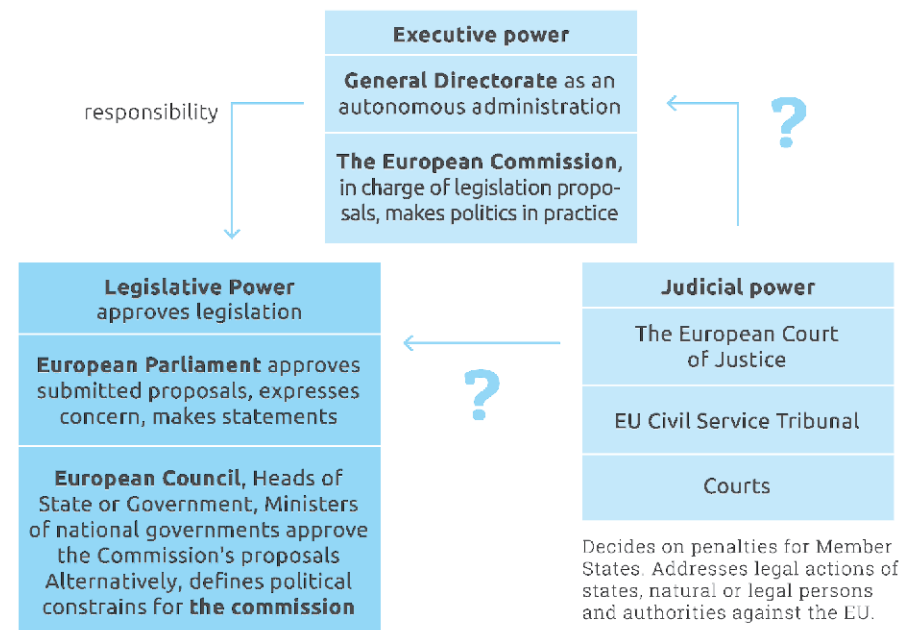 Executive power
General Directorate as an
autonomous administration
The European Commission,
in charge of legislation propo-
sals, makes politics in practice
responsibility
?
Legislative Power
approves legislation
European Parliament approves
submitted proposals, expresses
concern, makes statements
European Council, Heads of
State or Government, Ministers
of national governments approve
the Commission's proposals
Alternatively, defines political
constrains for the commission
?
Judicial power
The European Court
of Justice
EU Civil Service Tribunal
Courts
Decides on penalties for Member
States. Addresses legal actions of
states, natural or legal persons
and authorities against the EU.